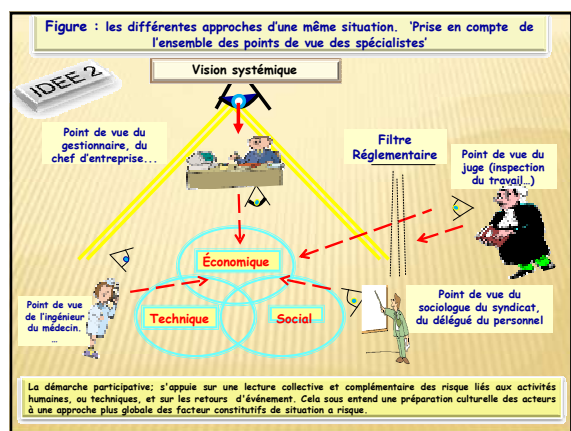 Figure : les différentes approches d'une même situation. 'Prise en compte de
l'ensemble des points de vue des spécialistes'
IDEE 2
Vision systémique
Point de vue du
gestionnaire, du
chef d'entreprise...
Filtre
Réglementaire
Point de vue du
juge (inspection
du travail…)
Économique
Point de vue
de l'ingénieur
du médecin.
…
Technique
Social
Point de vue du
sociologue du syndicat,
du délégué du personnel
La démarche participative; s'appuie sur une lecture collective et complémentaire des risque liés aux activités
humaines, ou techniques, et sur les retours d'événement. Cela sous entend une préparation culturelle des acteurs
à une approche plus globale des facteur constitutifs de situation a risque.